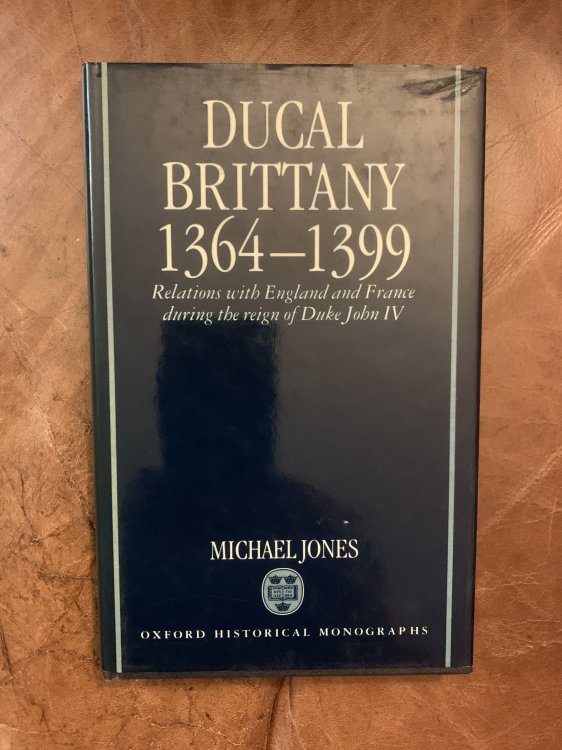 DUCAL
BRITTANY
1364–1399
Relations with England and France
during the reign of Duke John IV
MICHAEL JONES
OXFORD HISTORICAL MONOGRAPHS